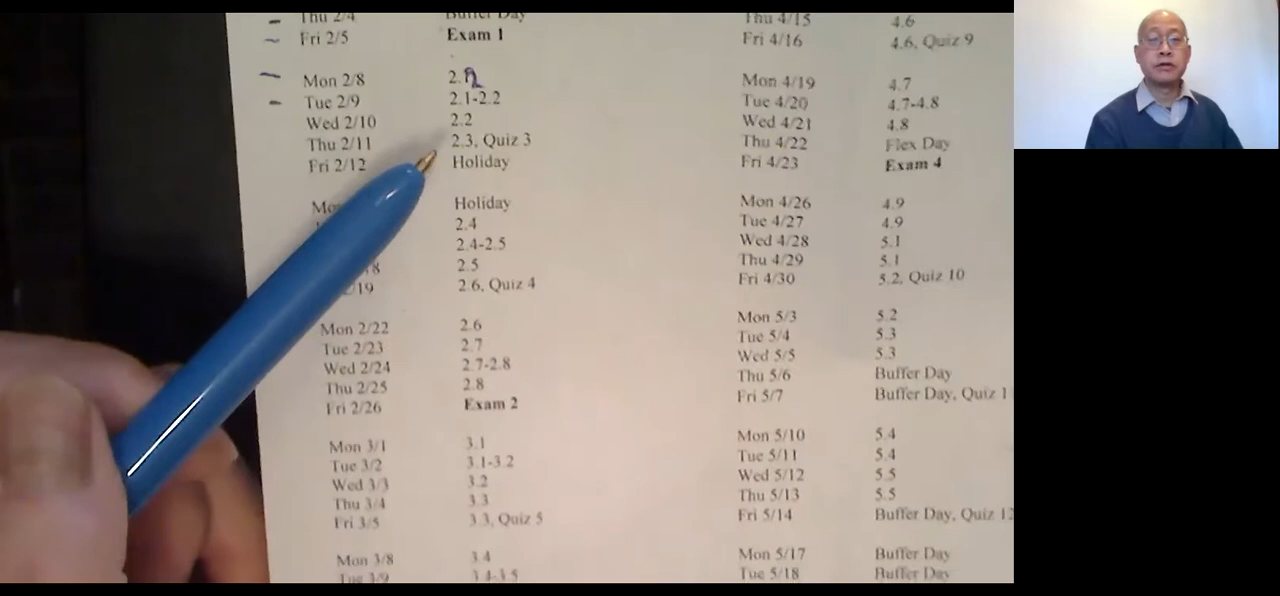 Thu 2/4 Buffer Day
Fri 2/5 Exam 1
Mon 2/8 2.1
Tue 2/9 2.1-2.2
Wed 2/10 2.2
Thu 2/11 2.3, Quiz 3
Fri 2/12 Holiday
Mo Holiday
2.4
2.4-2.5
8 2.5
/19 2.6, Quiz 4
Mon 2/22 2.6
Tue 2/23 2.7
Wed 2/24 2.7-2.8
Thu 2/25 2.8
Fri 2/26 Exam 2
Mon 3/1 3.1
Tue 3/2 3.1-3.2
Wed 3/3 3.2
Thu 3/4 3.3
Fri 3/5 3.3, Quiz 5
Mon 3/8 3.4
Tue 3/9 3.4-3.5
Thu 4/15 4.6
Fri 4/16 4.6, Quiz 9
Mon 4/19 4.7
Tue 4/20 4.7-4.8
Wed 4/21 4.8
Thu 4/22 Flex Day
Fri 4/23 Exam 4
Mon 4/26 4.9
Tue 4/27 4.9
Wed 4/28 5.1
Thu 4/29 5.1
Fri 4/30 5.2, Quiz 10
Mon 5/3 5.2
Tue 5/4 5.3
Wed 5/5 5.3
Thu 5/6 Buffer Day
Fri 5/7 Buffer Day, Quiz 1
Mon 5/10 5.4
Tue 5/11 5.4
Wed 5/12 5.5
Thu 5/13 5.5
Fri 5/14 Buffer Day, Quiz 12
Mon 5/17 Buffer Day
Tue 5/18 Buffer Day